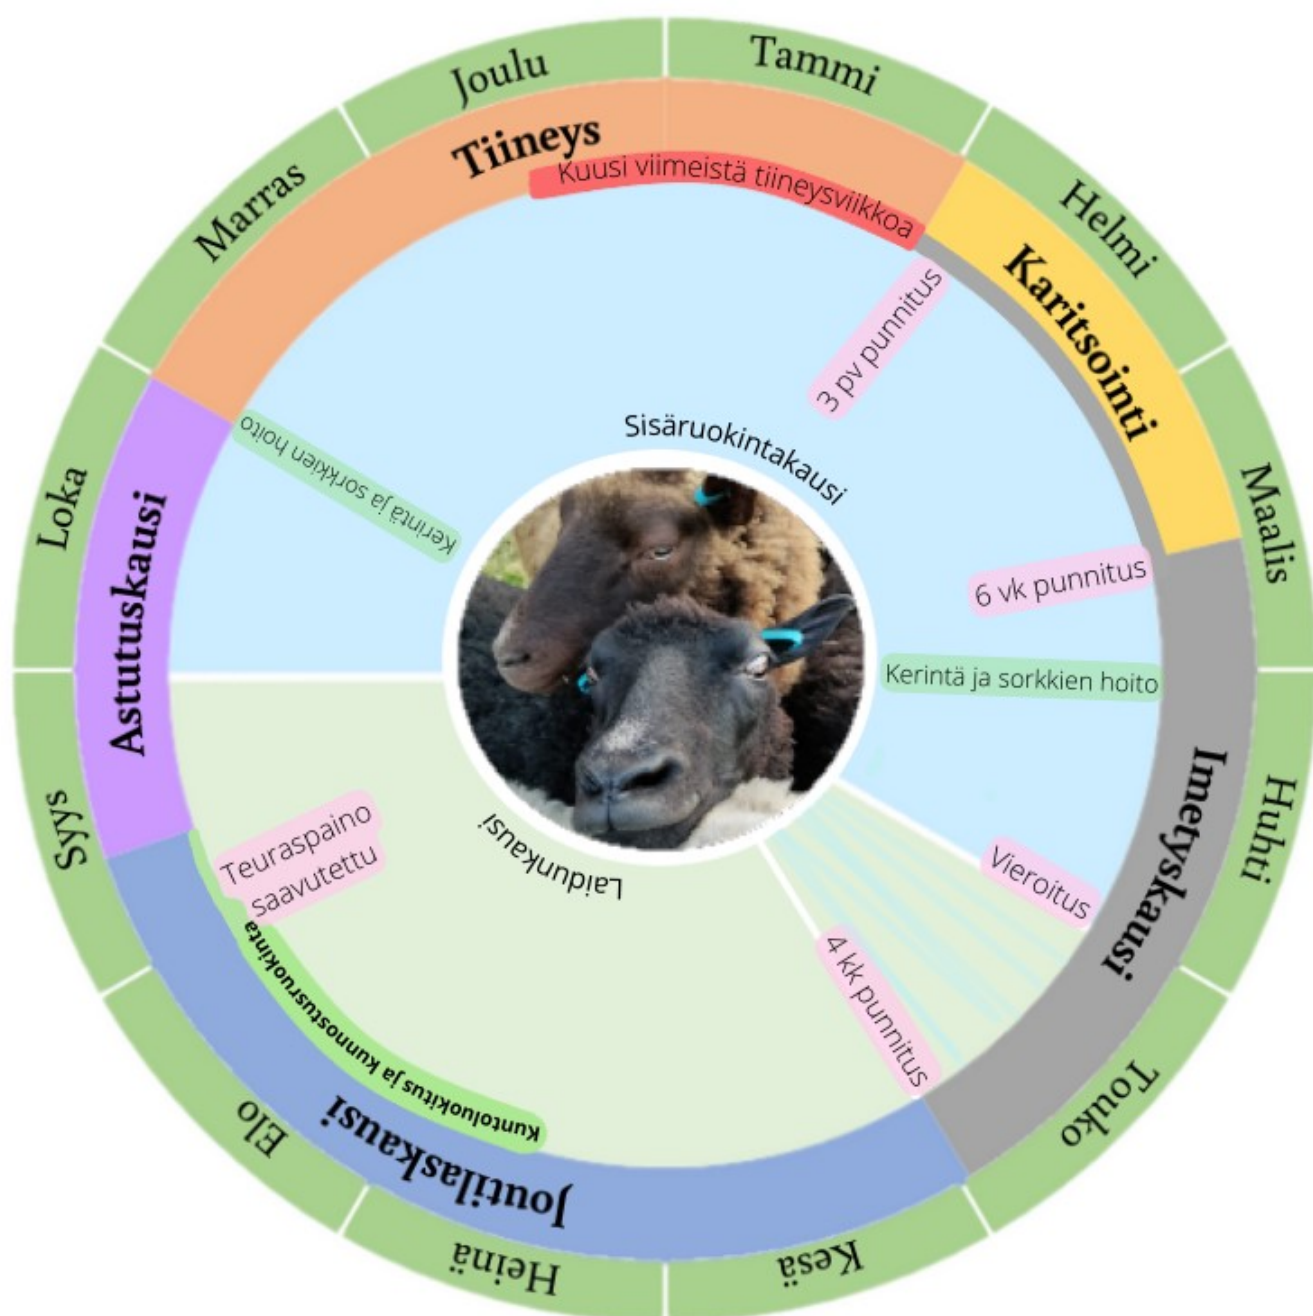 Tammi
Helmi
Maalis
Huhti
Touko
Kesä
Heinä
Elo
Syys
Loka
Marras
Joulu
Tiineys
Karitsointi
Imetyskausi
Joutilaskausi
Astutuskausi
Kuusi viimeistä tiineysviikkoa
3 pv punnitus
Sisäruokintakausi
6 vk punnitus
Kerintä ja sorkkien hoito
Vieroitus
4 kk punnitus
Laidunkausi
Kuntoluokitus ja kunnostusruokinta
Teuraspaino
saavutettu
Kerintä ja sorkkien hoito